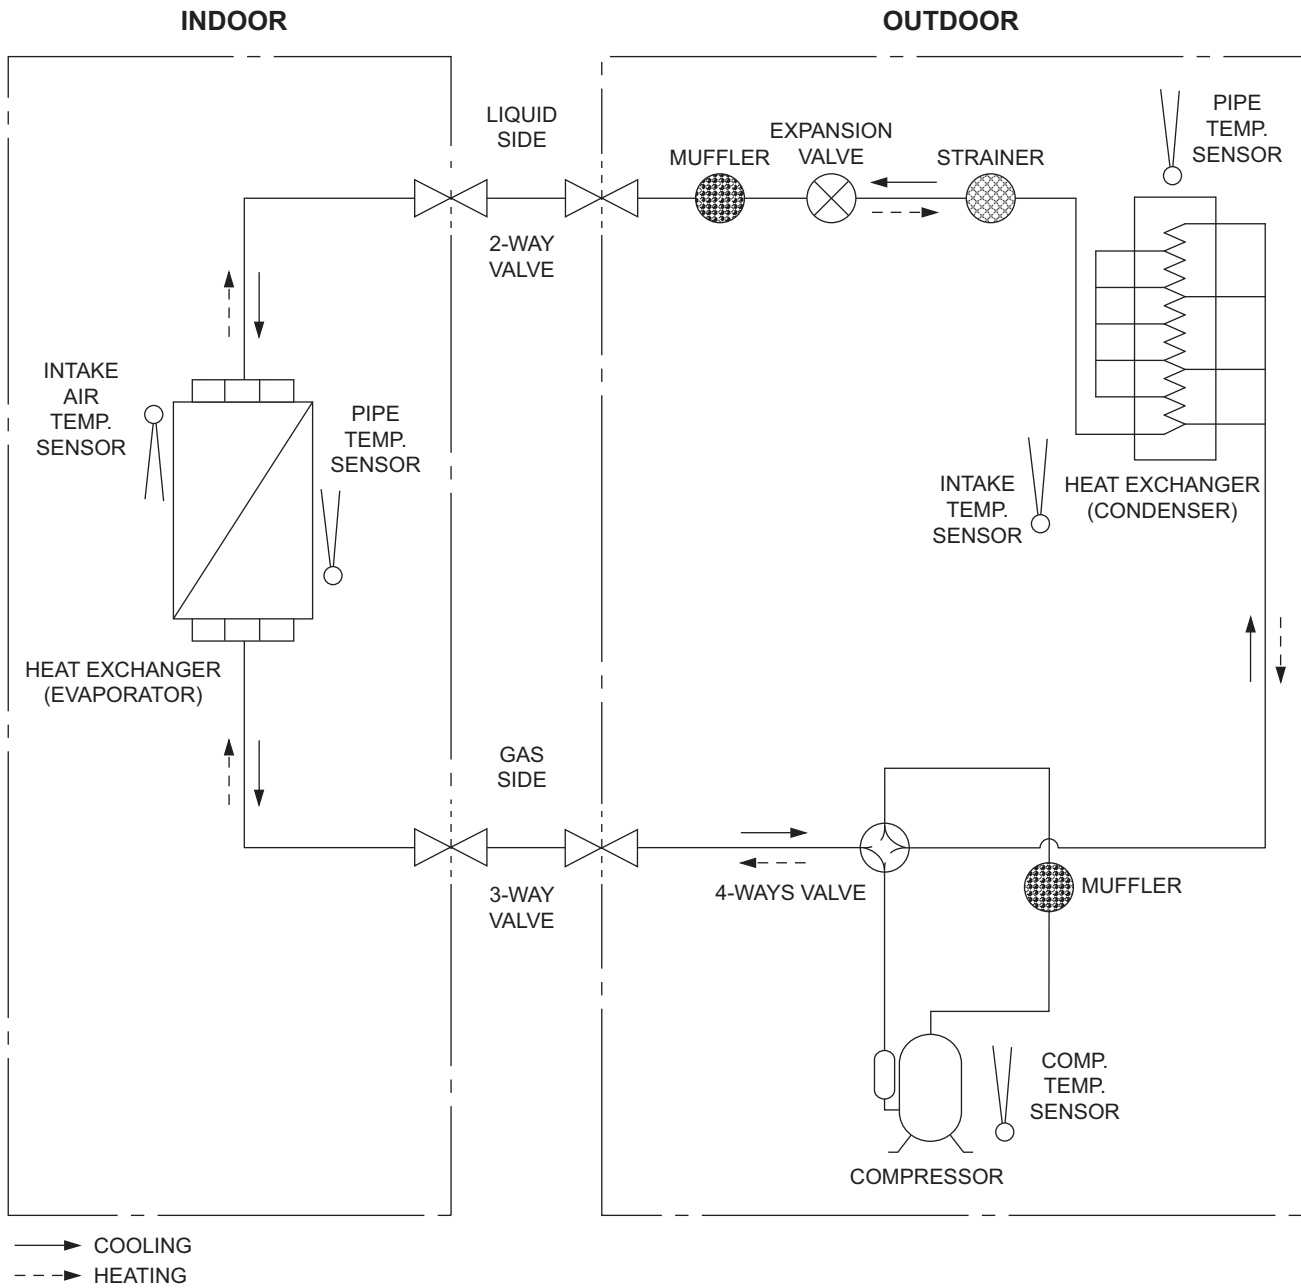 INDOOR
OUTDOOR
LIQUID
SIDE
2-WAY
VALVE
MUFFLER
EXPANSION
VALVE
STRAINER
PIPE
TEMP.
SENSOR
INTAKE
AIR
TEMP.
SENSOR
PIPE
TEMP.
SENSOR
INTAKE
TEMP.
SENSOR
HEAT EXCHANGER
(CONDENSER)
HEAT EXCHANGER
(EVAPORATOR)
GAS
SIDE
3-WAY
VALVE
4-WAYS VALVE
MUFFLER
COMP.
TEMP.
SENSOR
COMPRESSOR
COOLING
HEATING